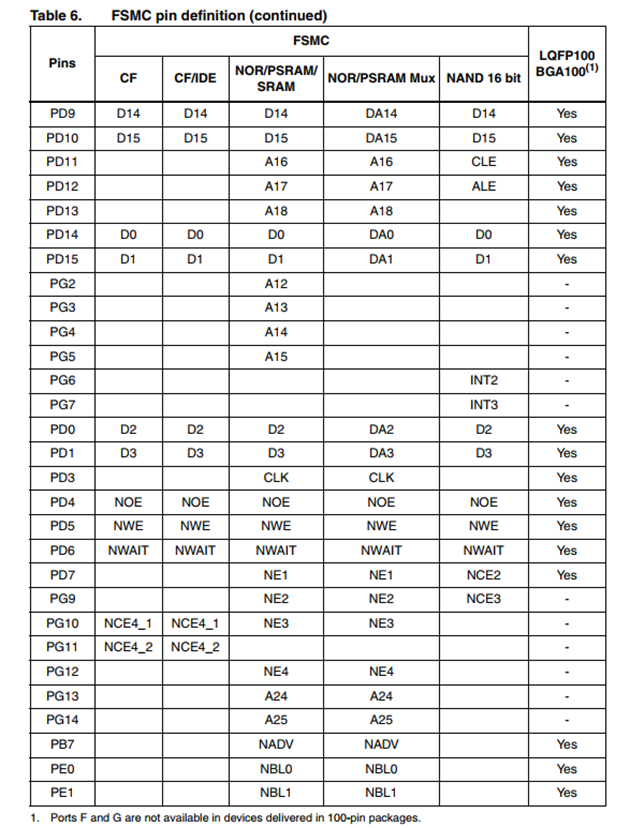 Table 6. FSMC pin definition (continued)
Pins FSMC LQFP100 BGA100(1)
CF CF/IDE NOR/PSRAM/SRAM NOR/PSRAM Mux NAND 16 bit
PD9 D14 D14 D14 DA14 D14 Yes
PD10 D15 D15 D15 DA15 D15 Yes
PD11 A16 A16 CLE Yes
PD12 A17 A17 ALE Yes
PD13 A18 A18 Yes
PD14 D0 D0 D0 DA0 D0 Yes
PD15 D1 D1 D1 DA1 D1 Yes
PG2 A12 -
PG3 A13 -
PG4 A14 -
PG5 A15 -
PG6 INT2 -
PG7 INT3 -
PD0 D2 D2 D2 DA2 D2 Yes
PD1 D3 D3 D3 DA3 D3 Yes
PD3 CLK CLK Yes
PD4 NOE NOE NOE NOE NOE Yes
PD5 NWE NWE NWE NWE NWE Yes
PD6 NWAIT NWAIT NWAIT NWAIT NWAIT Yes
PD7 NE1 NE1 NCE2 Yes
PG9 NE2 NE2 NCE3 -
PG10 NCE4_1 NCE4_1 NE3 NE3 -
PG11 NCE4_2 NCE4_2 -
PG12 NE4 NE4 -
PG13 A24 A24 -
PG14 A25 A25 -
PB7 NADV NADV Yes
PE0 NBL0 NBL0 Yes
PE1 NBL1 NBL1 Yes
1. Ports F and G are not available in devices delivered in 100-pin packages.